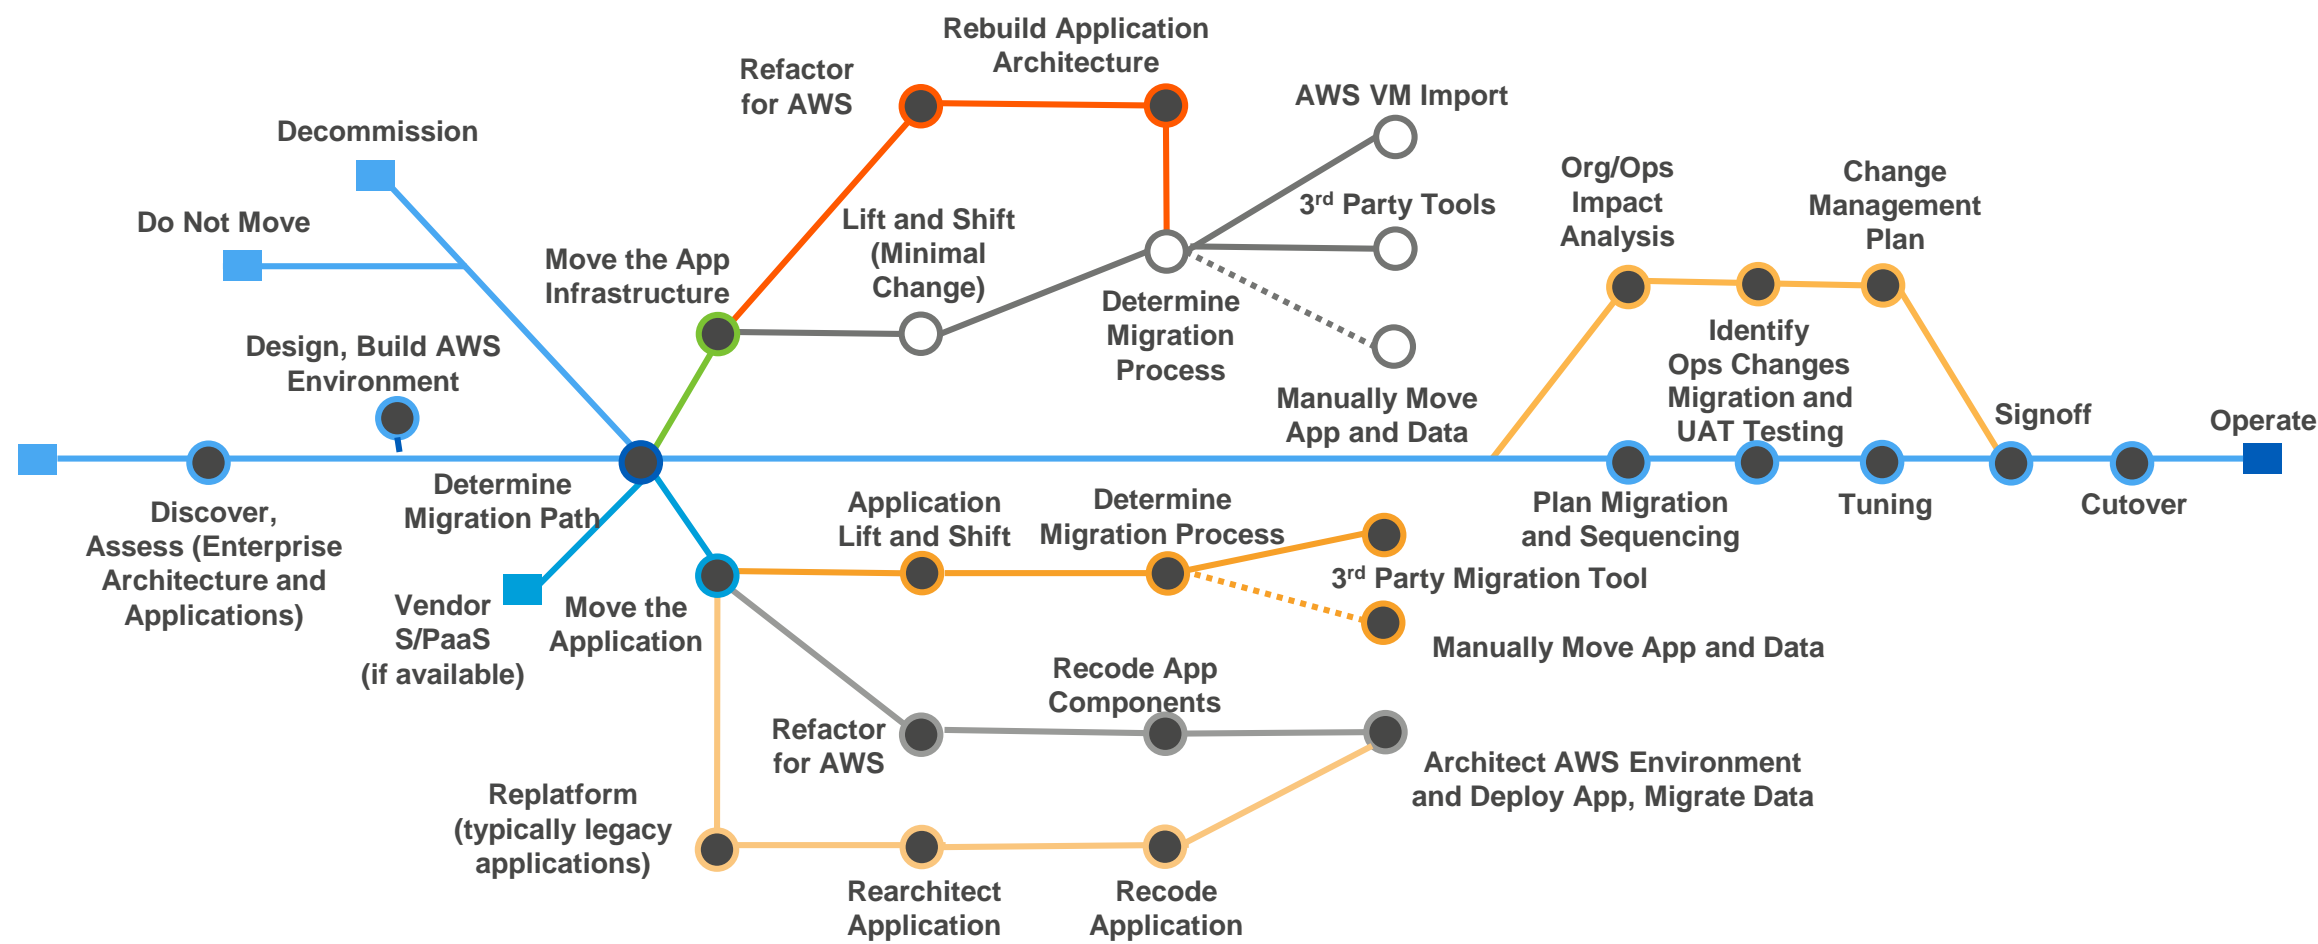 Rebuild Application
Architecture
Refactor
for AWS
AWS VM Import
Decommission
Org/Ops
Impact
Analysis
Change
Management
Plan
3rd Party Tools
Do Not Move
Lift and Shift
(Minimal
Change)
Move the App
Infrastructure
Determine
Migration
Process
Design, Build AWS
Environment
Identify
Ops Changes
Migration and
UAT Testing
Manually Move
App and Data
Signoff
Operate
Determine
Migration Path
Application
Lift and Shift
Determine
Migration Process
Plan Migration
and Sequencing
Tuning
Cutover
Discover,
Assess (Enterprise
Architecture and
Applications)
3rd Party Migration Tool
Vendor
S/PaaS
(if available)
Move the
Application
Manually Move App and Data
Recode App
Components
Refactor
for AWS
Architect AWS Environment
and Deploy App, Migrate Data
Replatform
(typically legacy
applications)
Rearchitect
Application
Recode
Application